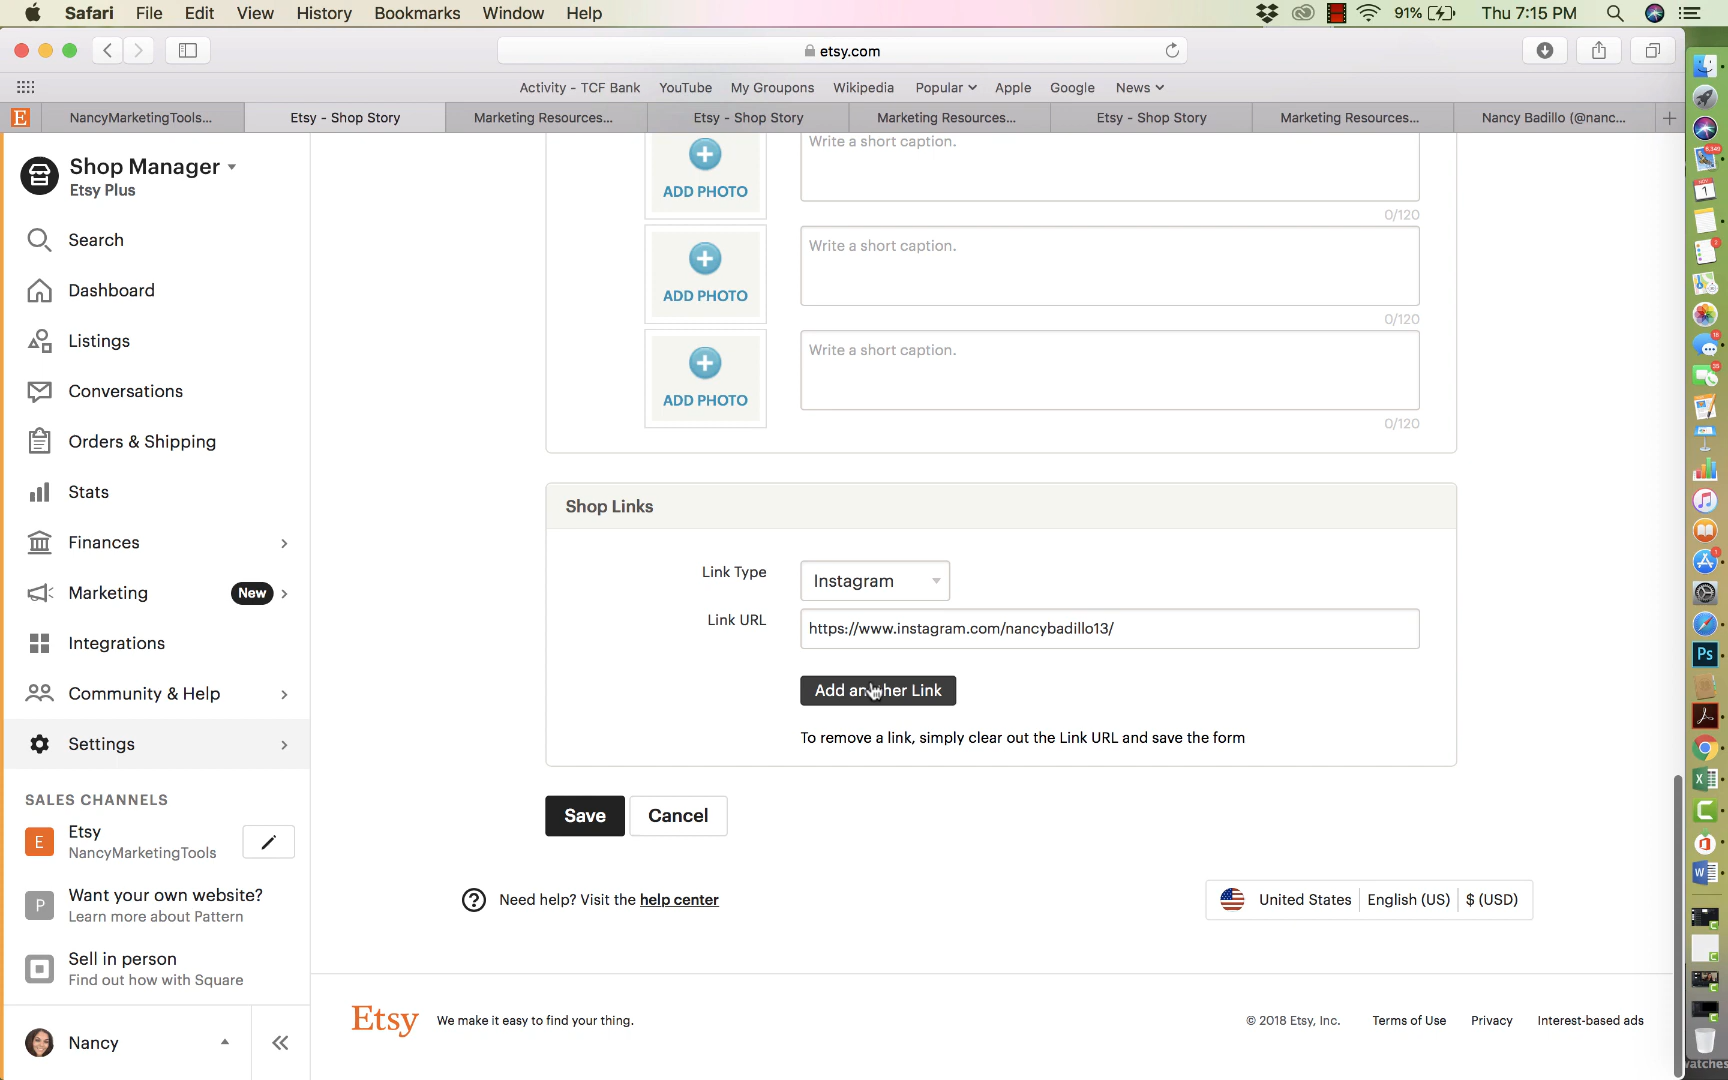 Safari File Edit View History Bookmarks Window Help 91% Thu 7:15 PM
etsy.com
Activity - TCF Bank YouTube My Groupons Wikipedia Popular Apple Google News
E NancyMarketingTools... Etsy - Shop Story Marketing Resources... Etsy - Shop Story Marketing Resources... Etsy - Shop Story Marketing Resources... Nancy Badillo (@nanc...
Shop Manager
Etsy Plus
Search
Dashboard
Listings
Conversations
Orders & Shipping
Stats
Finances
Marketing New
Integrations
Community & Help
Settings
SALES CHANNELS
E Etsy
NancyMarketingTools
P Want your own website?
Learn more about Pattern
Sell in person
Find out how with Square
Nancy
Write a short caption.
ADD PHOTO
0/120
Write a short caption.
ADD PHOTO
0/120
Write a short caption.
ADD PHOTO
0/120
Shop Links
Link Type Instagram
Link URL https://www.instagram.com/nancybadillo13/
Add another Link
To remove a link, simply clear out the Link URL and save the form
Save Cancel
Need help? Visit the help center
United States English (US) $ (USD)
Etsy We make it easy to find your thing.
© 2018 Etsy, Inc. Terms of Use Privacy Interest-based ads
Ps